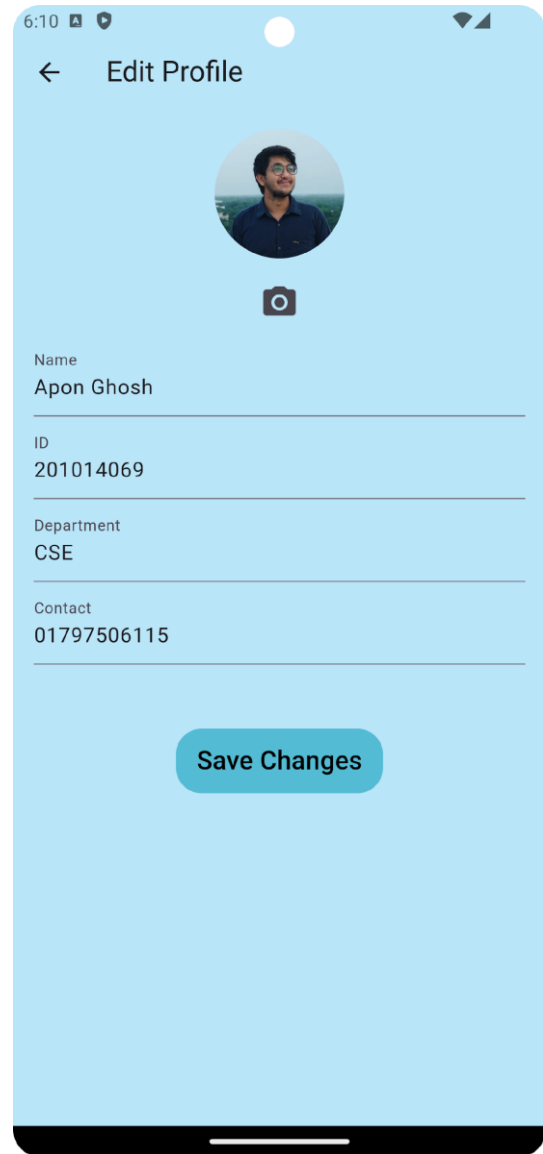 6:10
Edit Profile
Name
Apon Ghosh
ID
201014069
Department
CSE
Contact
01797506115
Save Changes